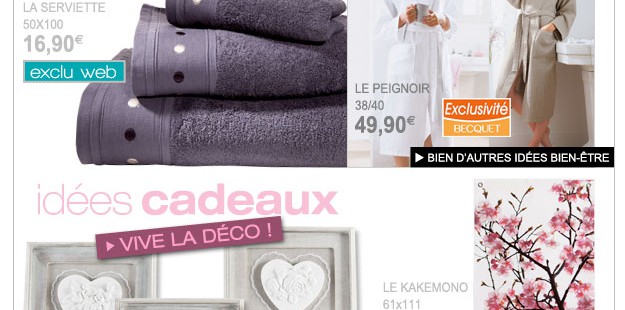 LA SERVIETTE
50X100
16,90€
exclu web
LE PEIGNOIR
38/40
49,90€
Exclusivité
BECQUET
BIEN D'AUTRES IDÉES BIEN-ÊTRE
idées cadeaux
VIVE LA DÉCO !
LE KAKEMONO
61x111